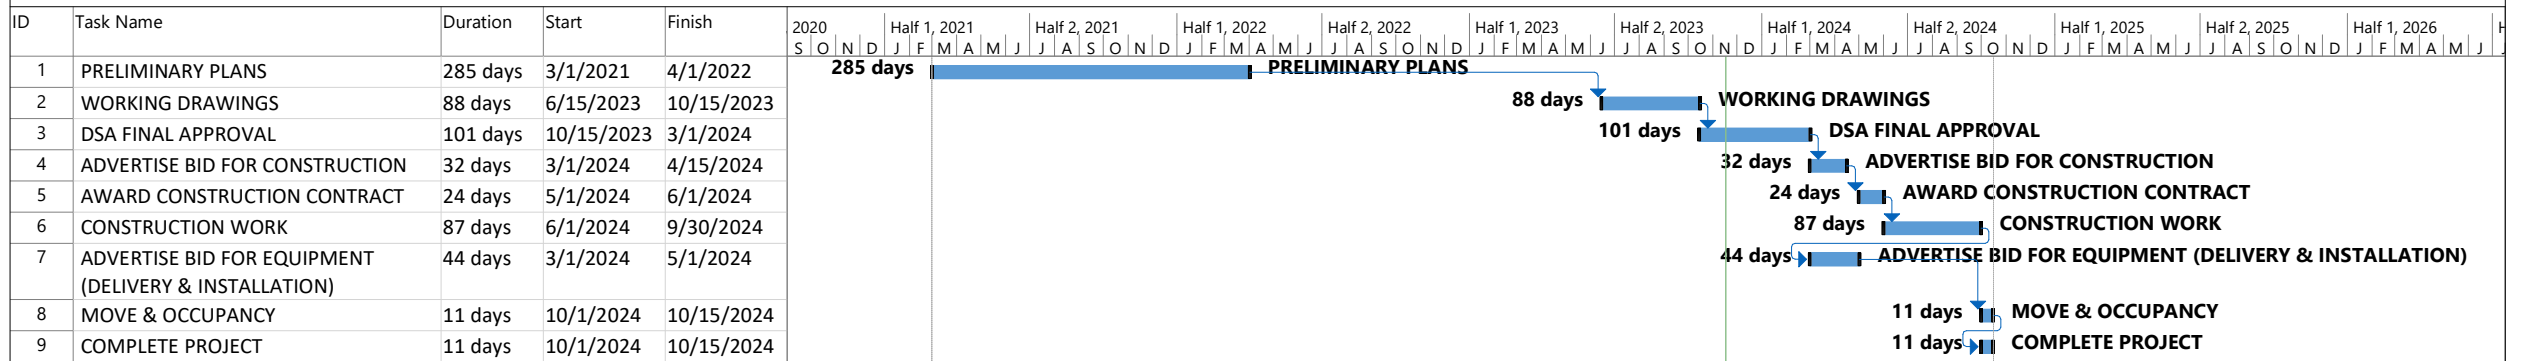 ID Task Name Duration Start Finish 2020 Half 1, 2021 Half 2, 2021 Half 1, 2022 Half 2, 2022 Half 1, 2023 Half 2, 2023 Half 1, 2024 Half 2, 2024 Half 1, 2025 Half 2, 2025 Half 1, 2026 H
S O N D J F M A M J J A S O N D J F M A M J J A S O N D J F M A M J J A S O N D J F M A M J J A S O N D J F M A M J J A S O N D J F M A M J
1 PRELIMINARY PLANS 285 days 3/1/2021 4/1/2022 285 days PRELIMINARY PLANS
2 WORKING DRAWINGS 88 days 6/15/2023 10/15/2023 88 days WORKING DRAWINGS
3 DSA FINAL APPROVAL 101 days 10/15/2023 3/1/2024 101 days DSA FINAL APPROVAL
4 ADVERTISE BID FOR CONSTRUCTION 32 days 3/1/2024 4/15/2024 32 days ADVERTISE BID FOR CONSTRUCTION
5 AWARD CONSTRUCTION CONTRACT 24 days 5/1/2024 6/1/2024 24 days AWARD CONSTRUCTION CONTRACT
6 CONSTRUCTION WORK 87 days 6/1/2024 9/30/2024 87 days CONSTRUCTION WORK
7 ADVERTISE BID FOR EQUIPMENT 44 days 3/1/2024 5/1/2024 44 days ADVERTISE BID FOR EQUIPMENT (DELIVERY & INSTALLATION)
(DELIVERY & INSTALLATION)
8 MOVE & OCCUPANCY 11 days 10/1/2024 10/15/2024 11 days MOVE & OCCUPANCY
9 COMPLETE PROJECT 11 days 10/1/2024 10/15/2024 11 days COMPLETE PROJECT